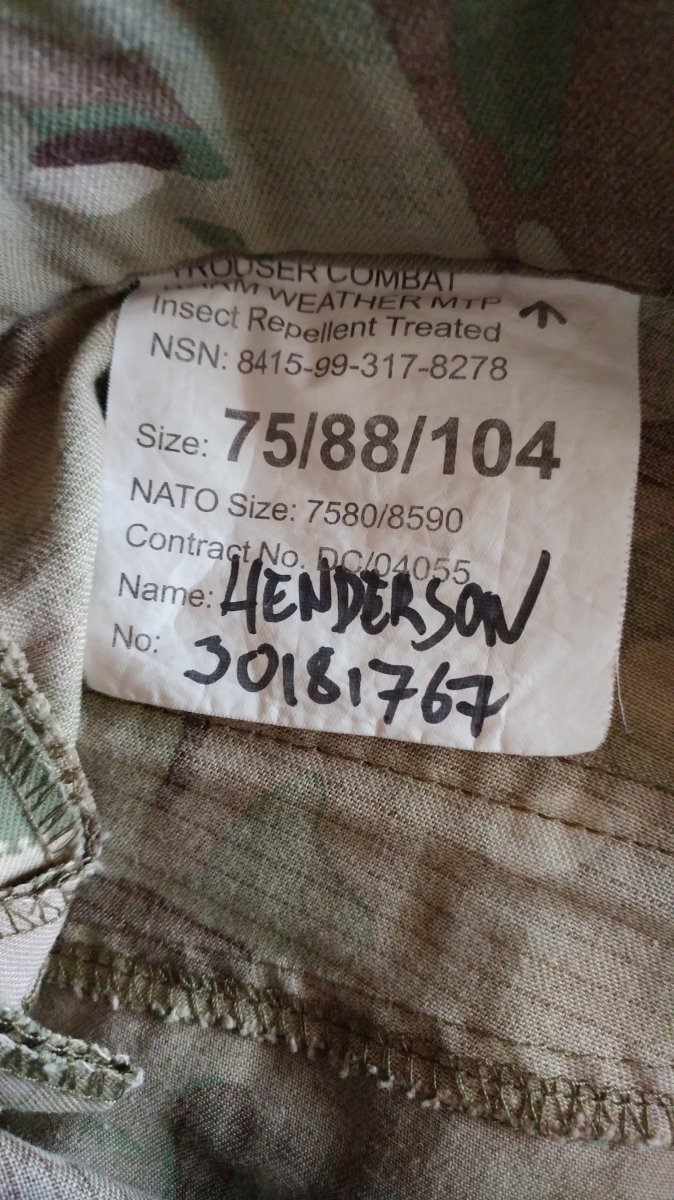 TROUSER COMBAT
WARM WEATHER MTP
Insect Repellent Treated
NSN: 8415-99-317-8278
Size: 75/88/104
NATO Size: 7580/8590
Contract No. DC/04055
Name: HENDERSON
No: 30181767